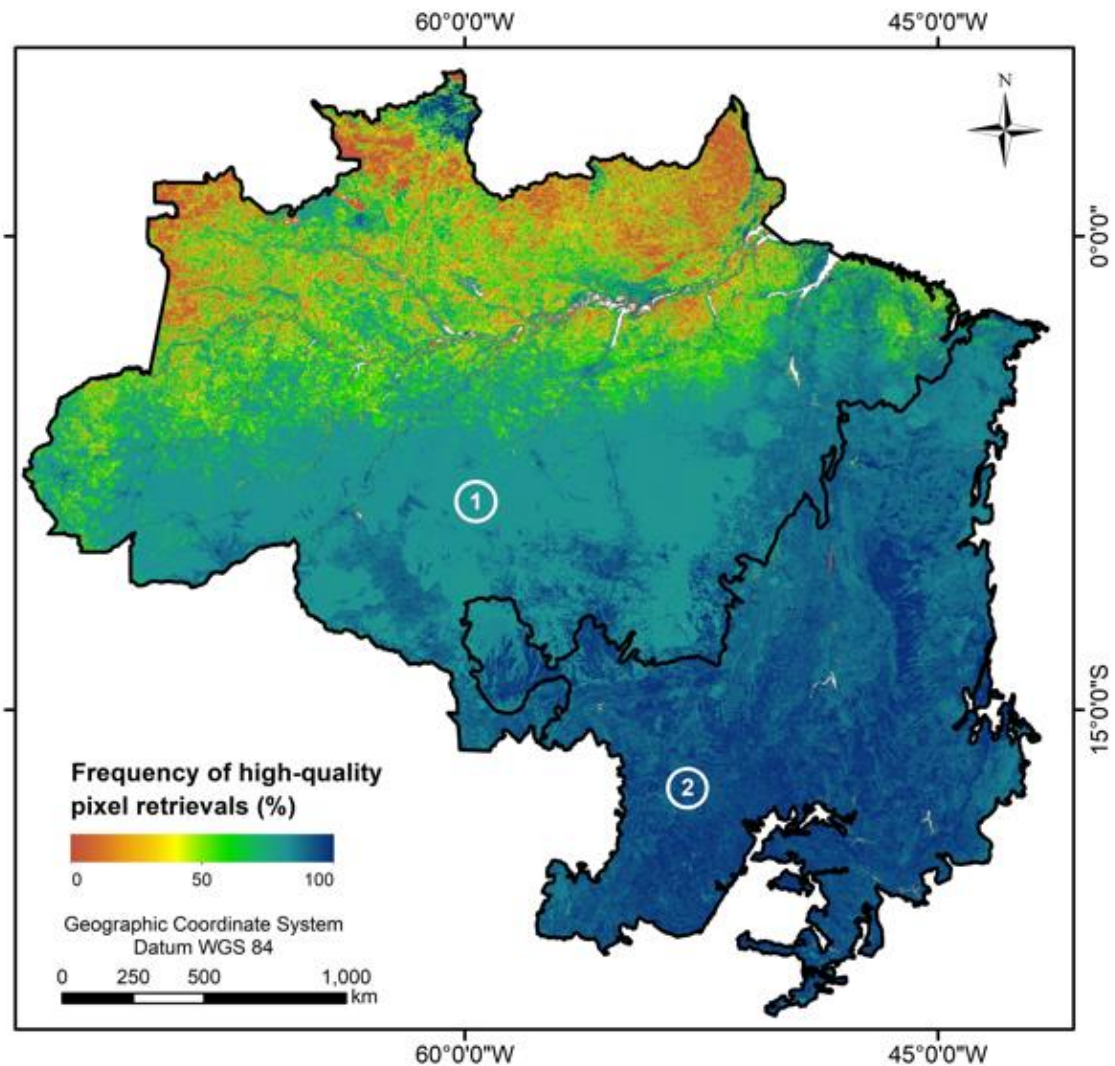 60°0'0"W 45°0'0"W
N
0°0'0"
1
15°0'0"S
2
Frequency of high-quality
pixel retrievals (%)
0 50 100
Geographic Coordinate System
Datum WGS 84
0 250 500 1,000
km
60°0'0"W 45°0'0"W